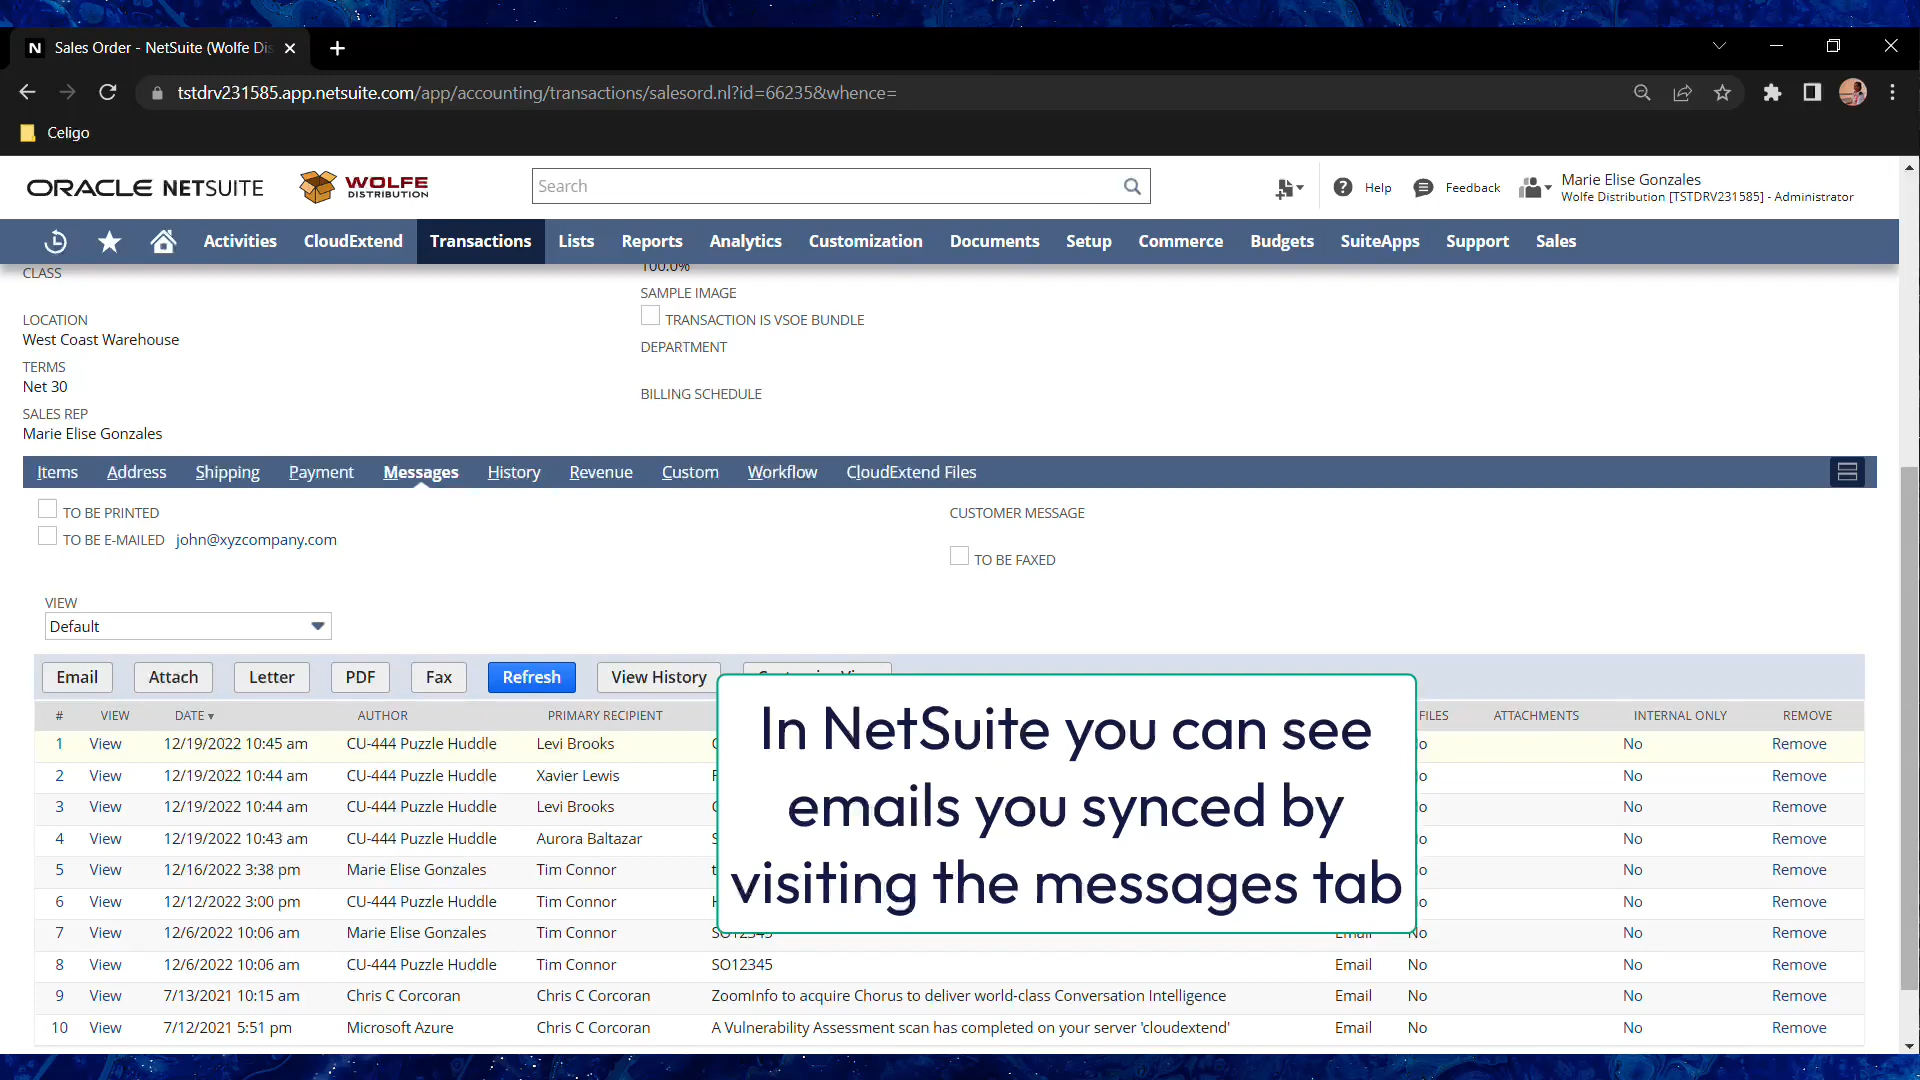 N Sales Order - NetSuite (Wolfe Dis
tstdrv231585.app.netsuite.com/app/accounting/transactions/salesord.nl?id=66235&whence=
Celigo
ORACLE NETSUITE WOLFE DISTRIBUTION Search Help Feedback Marie Elise Gonzales
Wolfe Distribution [TSTDRV231585] - Administrator
Activities CloudExtend Transactions Lists Reports Analytics Customization Documents Setup Commerce Budgets SuiteApps Support Sales
CLASS
100.0%
SAMPLE IMAGE
LOCATION
TRANSACTION IS VSOE BUNDLE
West Coast Warehouse
DEPARTMENT
TERMS
Net 30
BILLING SCHEDULE
SALES REP
Marie Elise Gonzales
Items Address Shipping Payment Messages History Revenue Custom Workflow CloudExtend Files
TO BE PRINTED CUSTOMER MESSAGE
TO BE E-MAILED john@xyzcompany.com
TO BE FAXED
VIEW
Default
Email Attach Letter PDF Fax Refresh View History
# VIEW DATE AUTHOR PRIMARY RECIPIENT FILES ATTACHMENTS INTERNAL ONLY REMOVE
1 View 12/19/2022 10:45 am CU-444 Puzzle Huddle Levi Brooks No Remove
2 View 12/19/2022 10:44 am CU-444 Puzzle Huddle Xavier Lewis No Remove
3 View 12/19/2022 10:44 am CU-444 Puzzle Huddle Levi Brooks No Remove
4 View 12/19/2022 10:43 am CU-444 Puzzle Huddle Aurora Baltazar No Remove
5 View 12/16/2022 3:38 pm Marie Elise Gonzales Tim Connor No Remove
6 View 12/12/2022 3:00 pm CU-444 Puzzle Huddle Tim Connor No Remove
7 View 12/6/2022 10:06 am Marie Elise Gonzales Tim Connor SO12345 Email No No Remove
8 View 12/6/2022 10:06 am CU-444 Puzzle Huddle Tim Connor SO12345 Email No No Remove
9 View 7/13/2021 10:15 am Chris C Corcoran Chris C Corcoran ZoomInfo to acquire Chorus to deliver world-class Conversation Intelligence Email No No Remove
10 View 7/12/2021 5:51 pm Microsoft Azure Chris C Corcoran A Vulnerability Assessment scan has completed on your server 'cloudextend' Email No No Remove
In NetSuite you can see
emails you synced by
visiting the messages tab